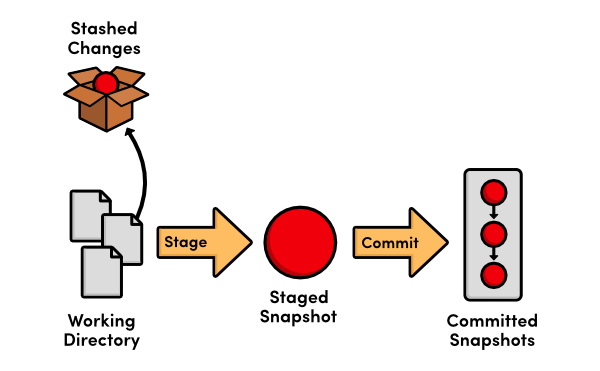 Stashed
Changes
Stage
Commit
Working
Directory
Staged
Snapshot
Committed
Snapshots